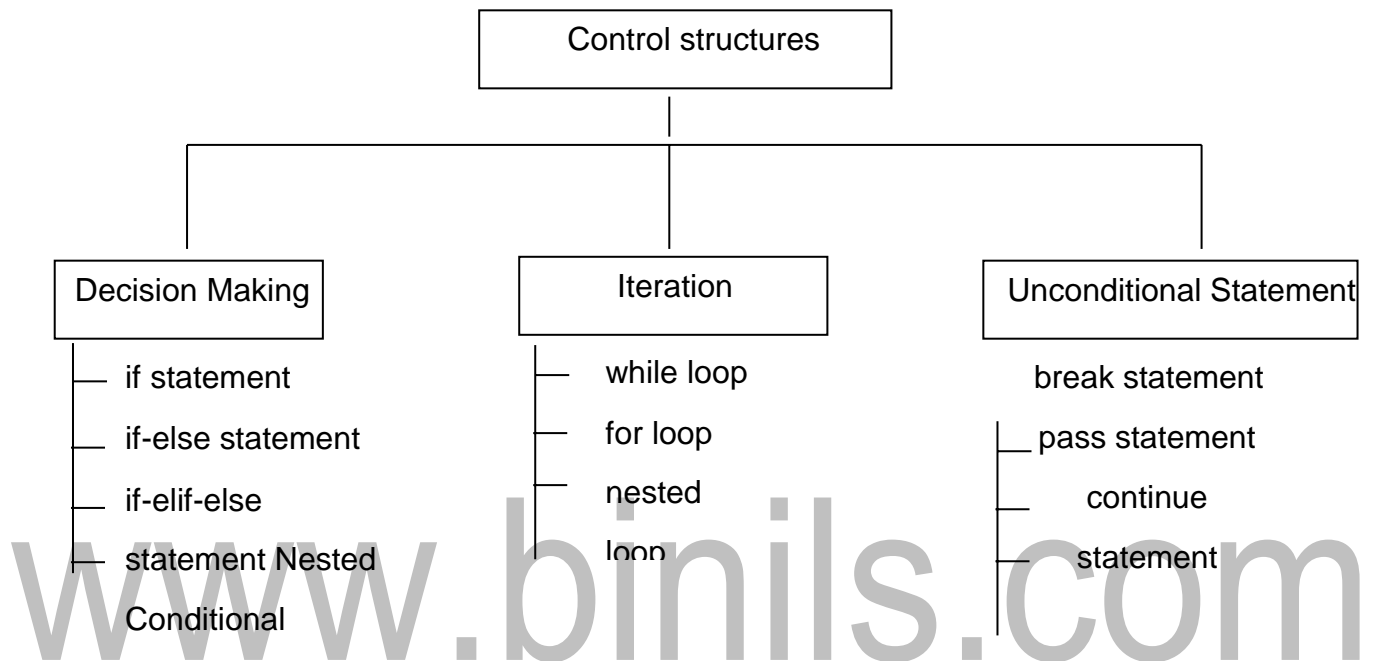 Control structures
Decision Making
if statement
if-else statement
if-elif-else
statement Nested
Conditional
Iteration
while loop
for loop
nested
loop
Unconditional Statement
break statement
pass statement
continue
statement
www.binils.com